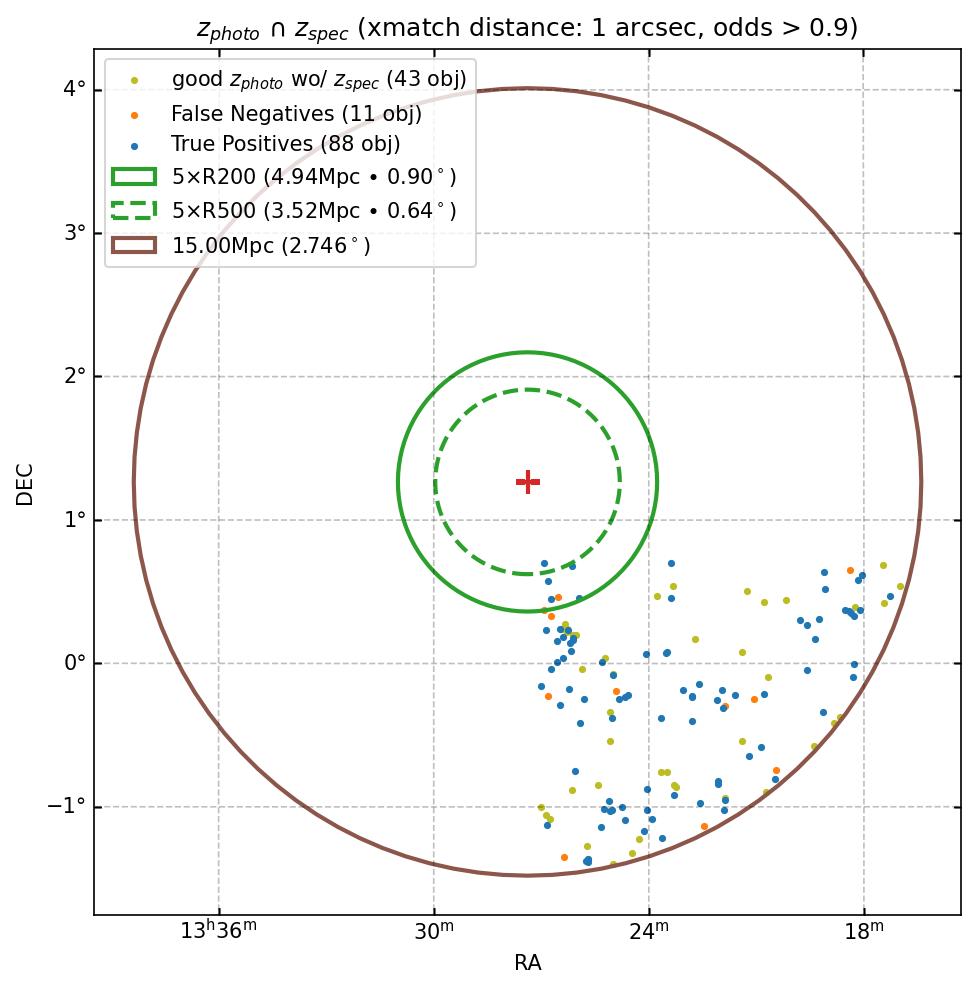 z_photo ∩ z_spec (xmatch distance: 1 arcsec, odds > 0.9)
good z_photo wo/ z_spec (43 obj)
False Negatives (11 obj)
True Positives (88 obj)
5×R200 (4.94Mpc • 0.90°)
5×R500 (3.52Mpc • 0.64°)
15.00Mpc (2.746°)
4°
3°
2°
1°
0°
−1°
DEC
13ʰ36ᵐ 30ᵐ 24ᵐ 18ᵐ
RA